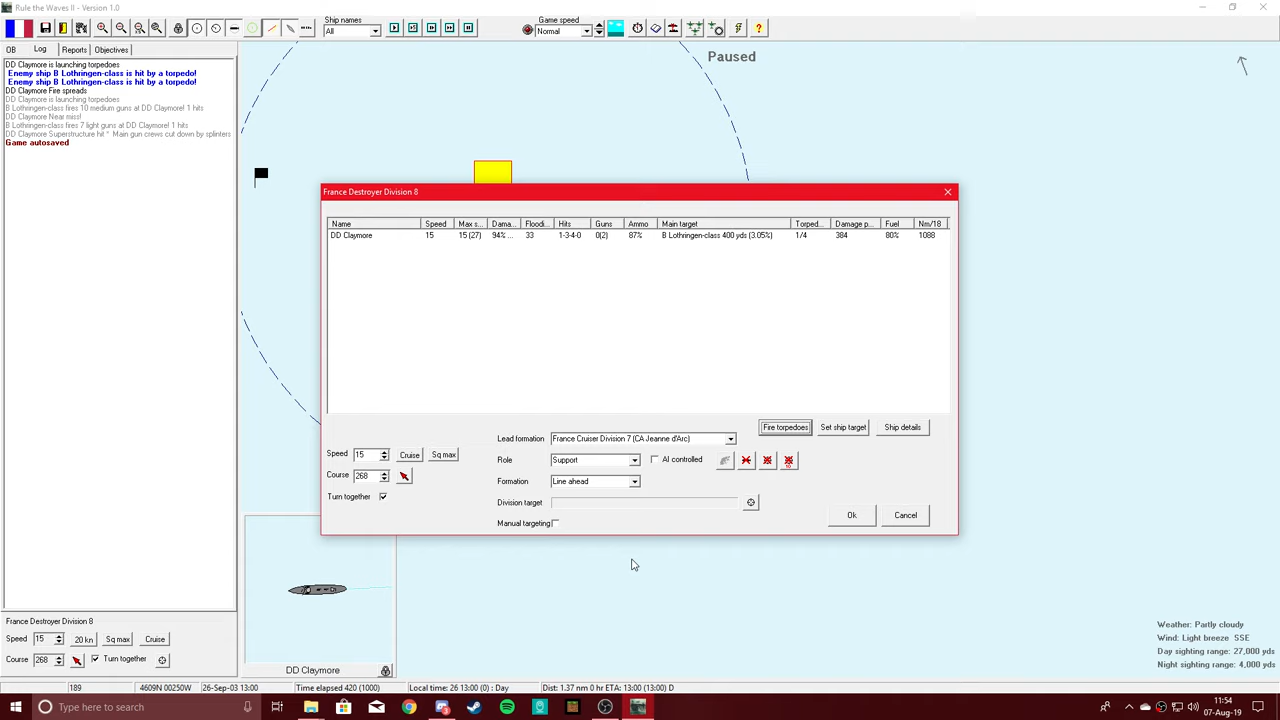 Rule the Waves II - Version 1.0
Ship names
All
Game speed
Normal
OB Log Reports Objectives
DD Claymore is launching torpedoes
Enemy ship B Lothringen-class is hit by a torpedo!
Enemy ship B Lothringen-class is hit by a torpedo!
DD Claymore Fire spreads
DD Claymore is launching torpedoes
B Lothringen-class fires 10 medium guns at DD Claymore! 1 hits
DD Claymore Near miss!
B Lothringen-class fires 7 light guns at DD Claymore! 1 hits
DD Claymore Superstructure hit * Main gun crews cut down by splinters
Game autosaved
Paused
France Destroyer Division 8
Name Speed Max s... Dama... Floodi... Hits Guns Ammo Main target Torped... Damage p... Fuel Nm/18
DD Claymore 15 15 (27) 94% ... 33 1-3-4-0 0(2) 87% B Lothringen-class 400 yds (3.05%) 1/4 384 80% 1088
Fire torpedoes Set ship target Ship details
Lead formation France Cruiser Division 7 (CA Jeanne d'Arc)
Speed 15 Cruise Sq max
Role Support AI controlled
Course 268
Formation Line ahead
Turn together
Division target
Manual targeting
Ok Cancel
France Destroyer Division 8
Speed 15 20 kn Sq max Cruise
Course 268 Turn together
DD Claymore
Weather: Partly cloudy
Wind: Light breeze SSE
Day sighting range: 27,000 yds
Night sighting range: 4,000 yds
189 4609N 00250W 26-Sep-03 13:00 Time elapsed 420 (1000) Local time: 26 13:00 (0) : Day Dist: 1.37 nm 0 hr ETA: 13:00 (13:00) D
Type here to search
11:54
07-Aug-19